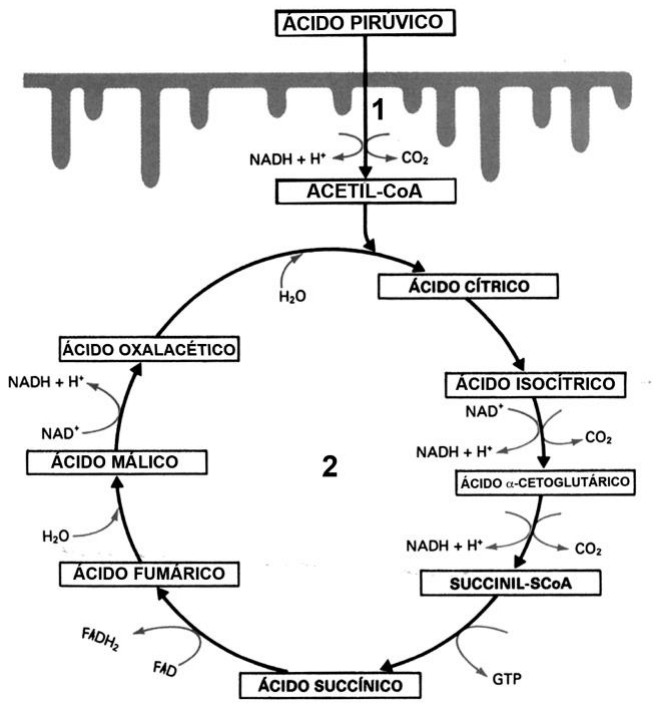 ÁCIDO PIRÚVICO
1
NADH + H⁺
CO₂
ACETIL-CoA
H₂O
ÁCIDO CÍTRICO
ÁCIDO OXALACÉTICO
ÁCIDO ISOCÍTRICO
NADH + H⁺
NAD⁺
NAD⁺
CO₂
NADH + H⁺
ÁCIDO MÁLICO
2
ÁCIDO α-CETOGLUTÁRICO
H₂O
NADH + H⁺
CO₂
ÁCIDO FUMÁRICO
SUCCINIL-SCoA
FADH₂
FAD
GTP
ÁCIDO SUCCÍNICO